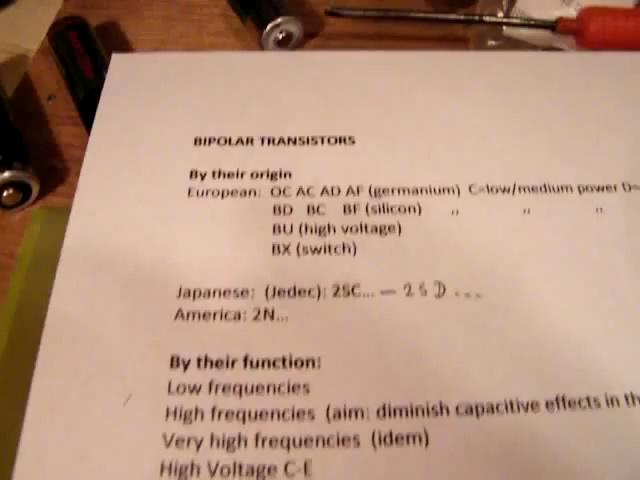 BIPOLAR TRANSISTORS
By their origin
European: OC AC AD AF (germanium) C=low/medium power D=
BD BC BF (silicon) " " "
BU (high voltage)
BX (switch)
Japanese: (Jedec): 2SC... — 2SD...
America: 2N...
By their function:
Low frequencies
High frequencies (aim: diminish capacitive effects in th
Very high frequencies (idem)
High Voltage C-E